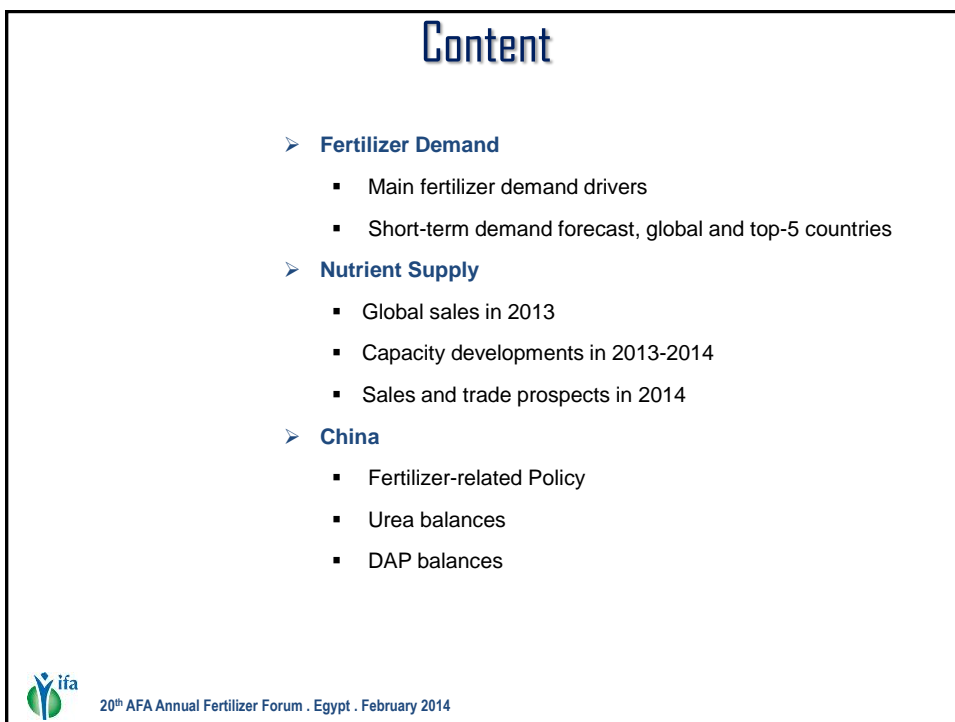 Content
➢ Fertilizer Demand
▪ Main fertilizer demand drivers
▪ Short-term demand forecast, global and top-5 countries
➢ Nutrient Supply
▪ Global sales in 2013
▪ Capacity developments in 2013-2014
▪ Sales and trade prospects in 2014
➢ China
▪ Fertilizer-related Policy
▪ Urea balances
▪ DAP balances
ifa
20th AFA Annual Fertilizer Forum . Egypt . February 2014